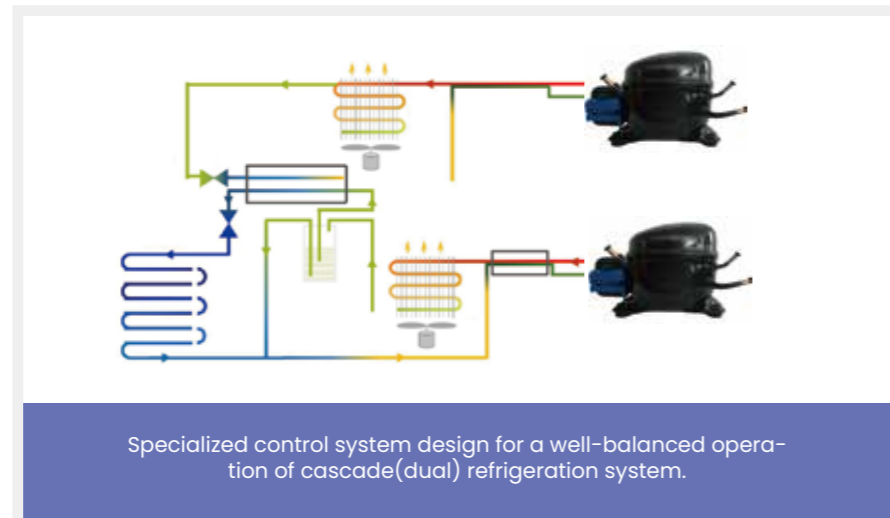 Specialized control system design for a well-balanced opera-
tion of cascade(dual) refrigeration system.